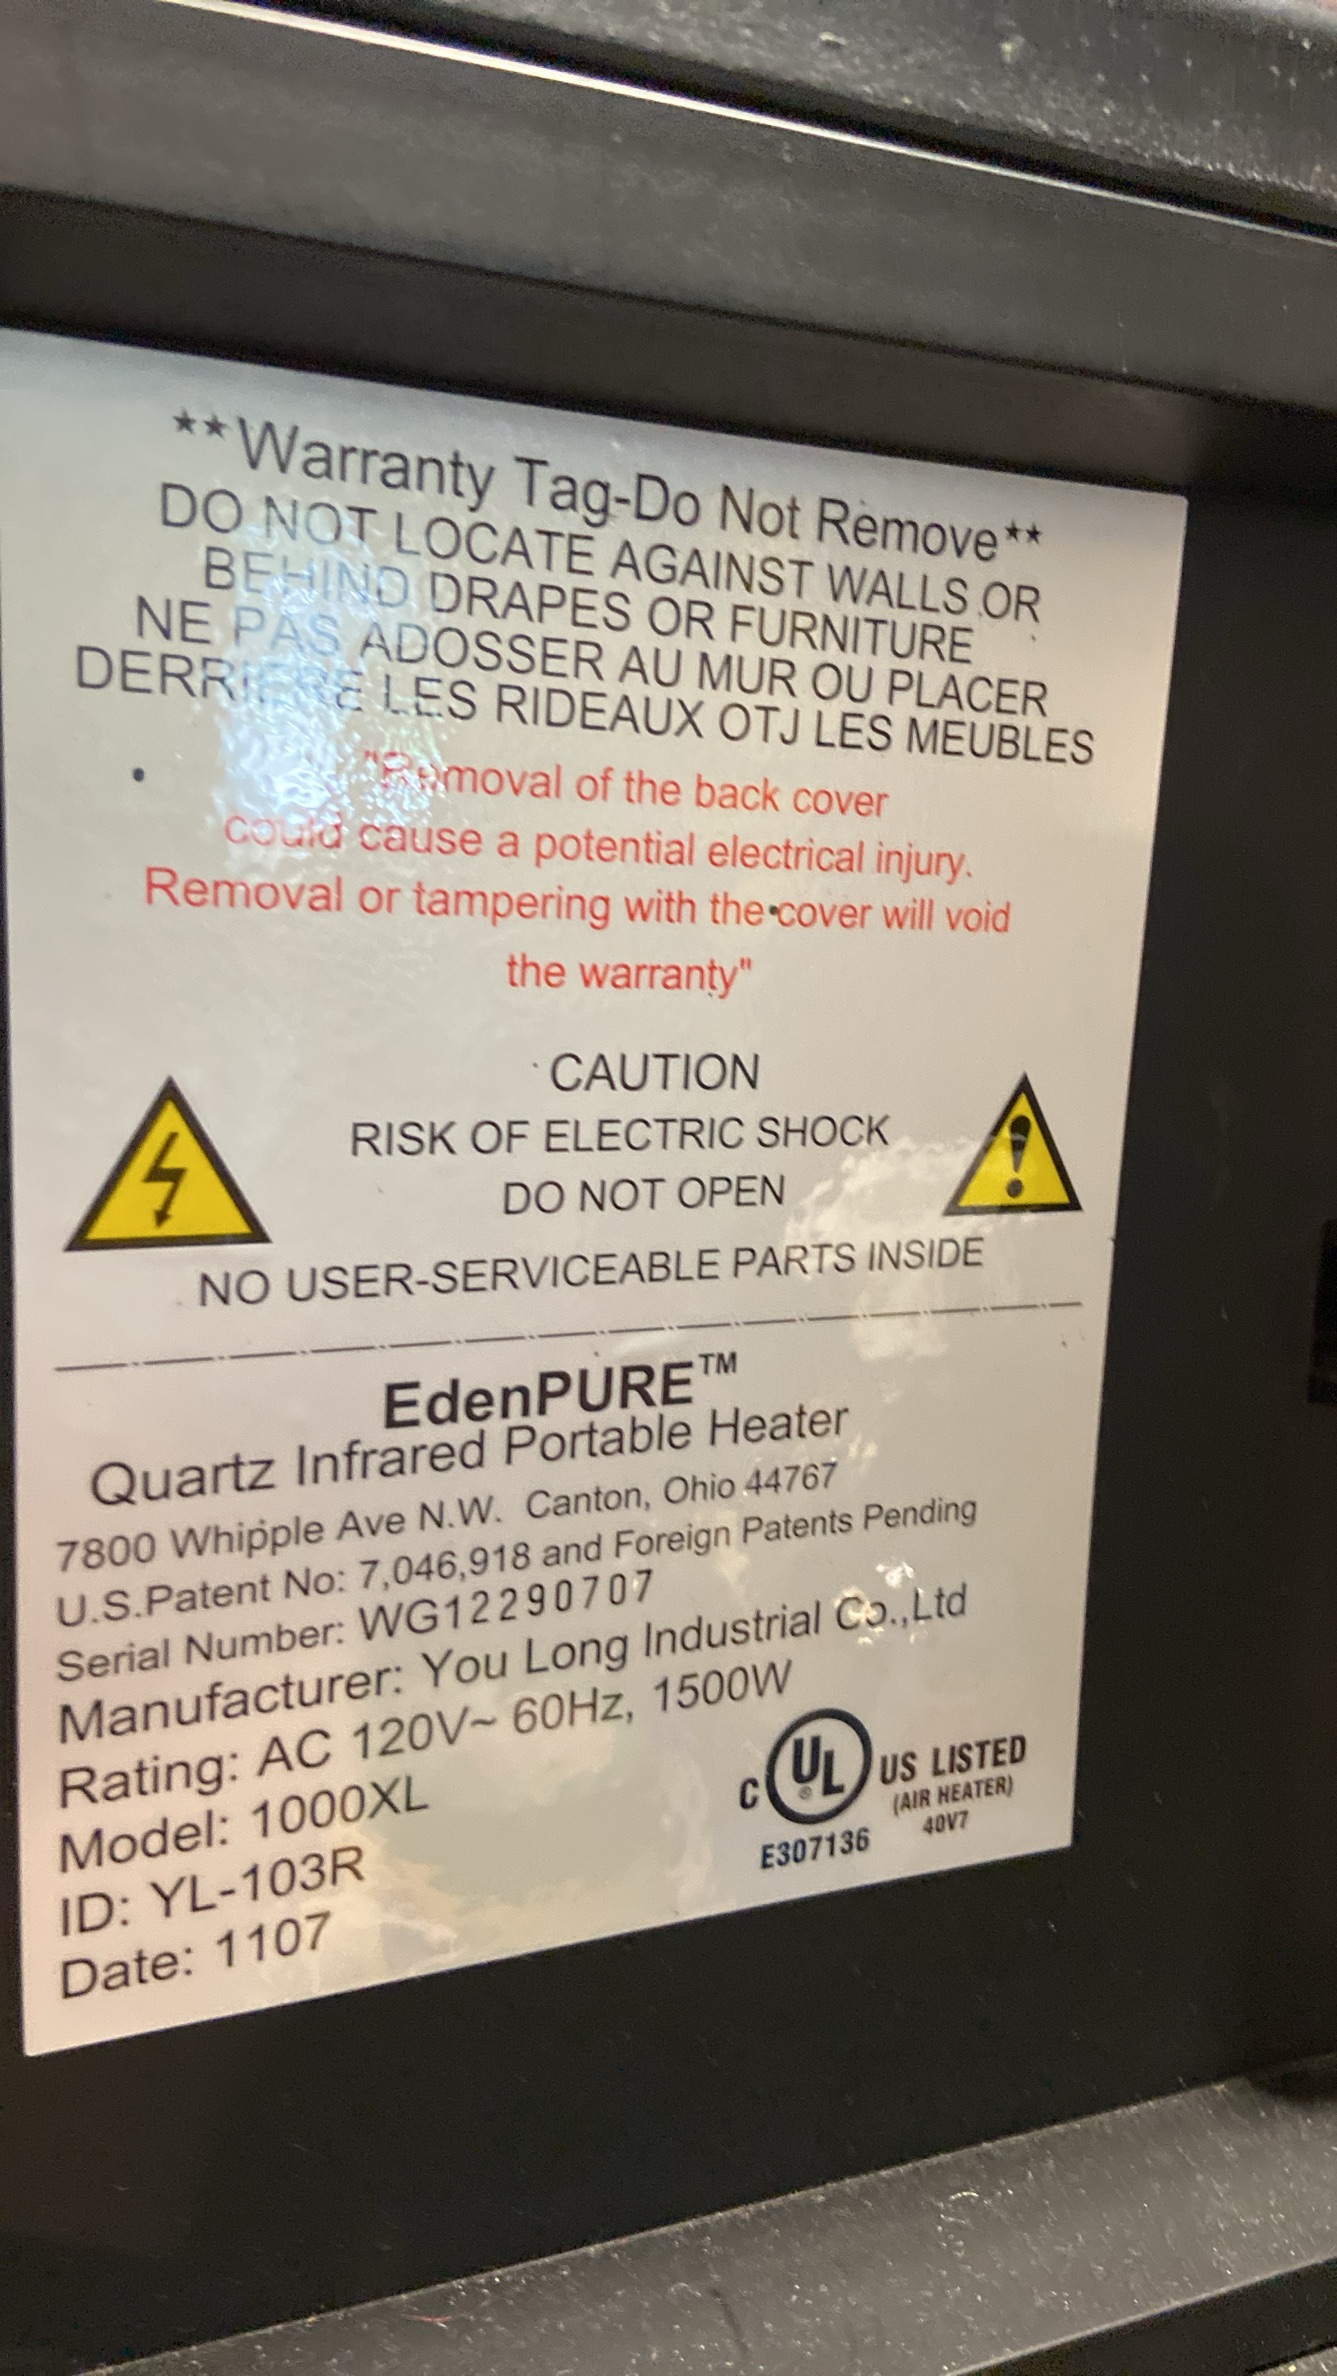 **Warranty Tag-Do Not Remove**
DO NOT LOCATE AGAINST WALLS OR
BEHIND DRAPES OR FURNITURE
NE PAS ADOSSER AU MUR OU PLACER
DERRIERE LES RIDEAUX OTJ LES MEUBLES
"Removal of the back cover
could cause a potential electrical injury.
Removal or tampering with the cover will void
the warranty"
CAUTION
RISK OF ELECTRIC SHOCK
DO NOT OPEN
NO USER-SERVICEABLE PARTS INSIDE
EdenPURE™
Quartz Infrared Portable Heater
7800 Whipple Ave N.W. Canton, Ohio 44767
U.S.Patent No: 7,046,918 and Foreign Patents Pending
Serial Number: WG12290707
Manufacturer: You Long Industrial Co.,Ltd
Rating: AC 120V~ 60Hz, 1500W
Model: 1000XL
ID: YL-103R
Date: 1107
C UL ® US LISTED
(AIR HEATER)
40V7
E307136